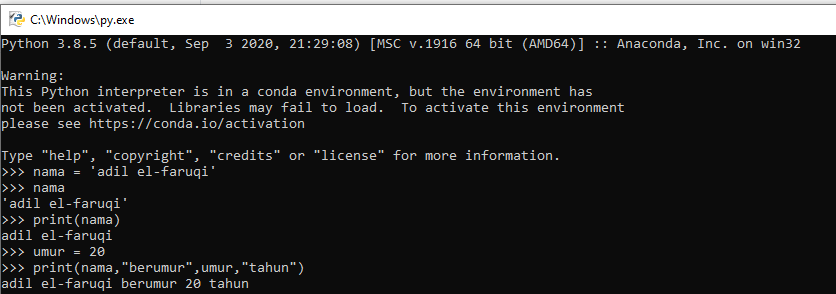 C:\Windows\py.exe
Python 3.8.5 (default, Sep  3 2020, 21:29:08) [MSC v.1916 64 bit (AMD64)] :: Anaconda, Inc. on win32
Warning:
This Python interpreter is in a conda environment, but the environment has
not been activated.  Libraries may fail to load.  To activate this environment
please see https://conda.io/activation
Type "help", "copyright", "credits" or "license" for more information.
>>> nama = 'adil el-faruqi'
>>> nama
'adil el-faruqi'
>>> print(nama)
adil el-faruqi
>>> umur = 20
>>> print(nama,"berumur",umur,"tahun")
adil el-faruqi berumur 20 tahun